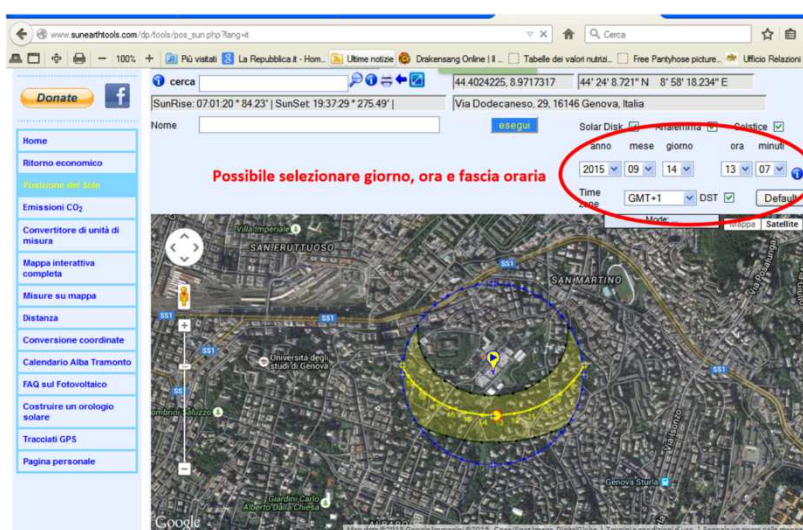 www.sunearthtools.com/dp/tools/pos_sun.php?lang=it
Cerca
100%
Più visitati
La Repubblica.it - Hom...
Ultime notizie
Drakensang Online | Il ...
Tabelle dei valori nutrizi...
Free Pantyhose picture...
Ufficio Relazioni
Donate
cerca
44.4024225, 8.9717317
44° 24' 8.721" N 8° 58' 18.234" E
SunRise: 07:01:20 * 84.23° | SunSet: 19:37:29 * 275.49° |
Via Dodecaneso, 29, 16146 Genova, Italia
Nome
esegui
Solar Disk
Analemma
Solstice
anno mese giorno ora minuti
2015 09 14 13 07
Time zone
GMT+1
DST
Default
Possibile selezionare giorno, ora e fascia oraria
Mode:
Mappa
Satellite
Home
Ritorno economico
Posizione del Sole
Emissioni CO2
Convertitore di unità di
misura
Mappa interattiva
completa
Misure su mappa
Distanza
Conversione coordinate
Calendario Alba Tramonto
FAQ sul Fotovoltaico
Costruire un orologio
solare
Tracciati GPS
Pagina personale
Villa Imperiale
SAN FRUTTUOSO
SAN MARTINO
SS1
SS1
SS1
SS1
SS1
Università degli
studi di Genova
Via Posalunga
Genova Sturla
Giardini Carlo
Alberto Dalla Chiesa
ALBARO
Google